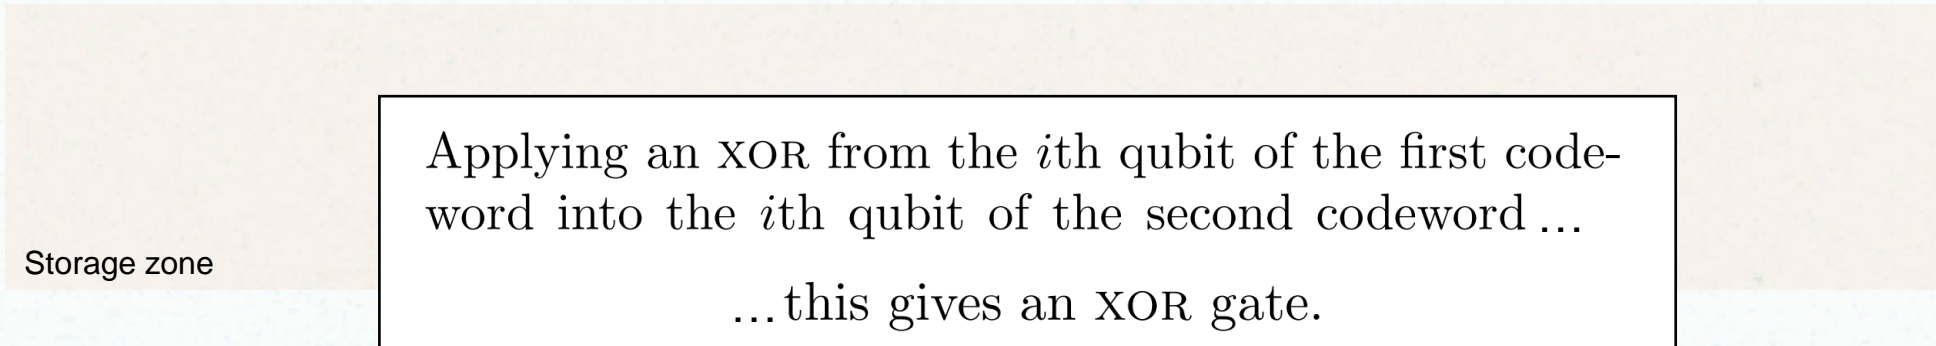 Applying an XOR from the ith qubit of the first code-
word into the ith qubit of the second codeword ...
Storage zone
... this gives an XOR gate.